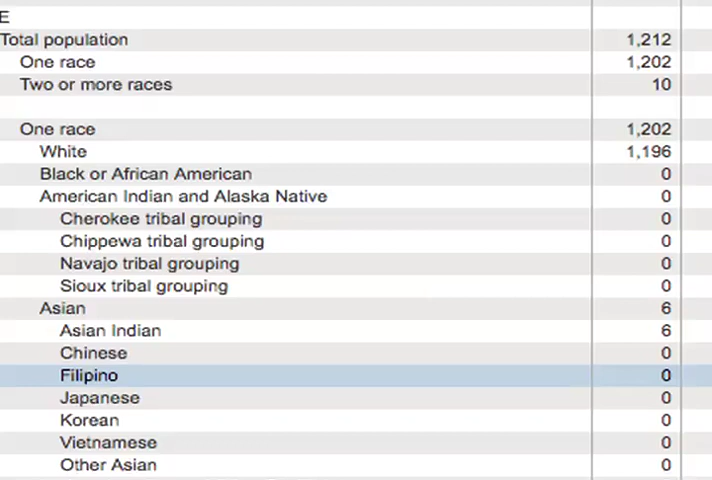 E
Total population 1,212
One race 1,202
Two or more races 10
One race 1,202
White 1,196
Black or African American 0
American Indian and Alaska Native 0
Cherokee tribal grouping 0
Chippewa tribal grouping 0
Navajo tribal grouping 0
Sioux tribal grouping 0
Asian 6
Asian Indian 6
Chinese 0
Filipino 0
Japanese 0
Korean 0
Vietnamese 0
Other Asian 0